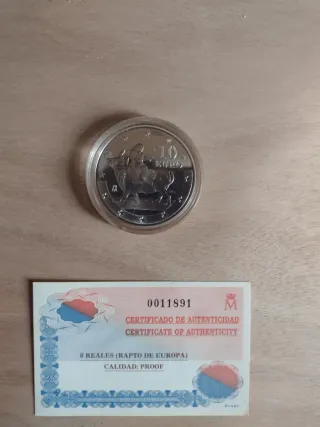 10
EURO
M
0011891
CERTIFICADO DE AUTENTICIDAD
CERTIFICATE OF AUTHENTICITY
8 REALES (RAPTO DE EUROPA)
CALIDAD: PROOF